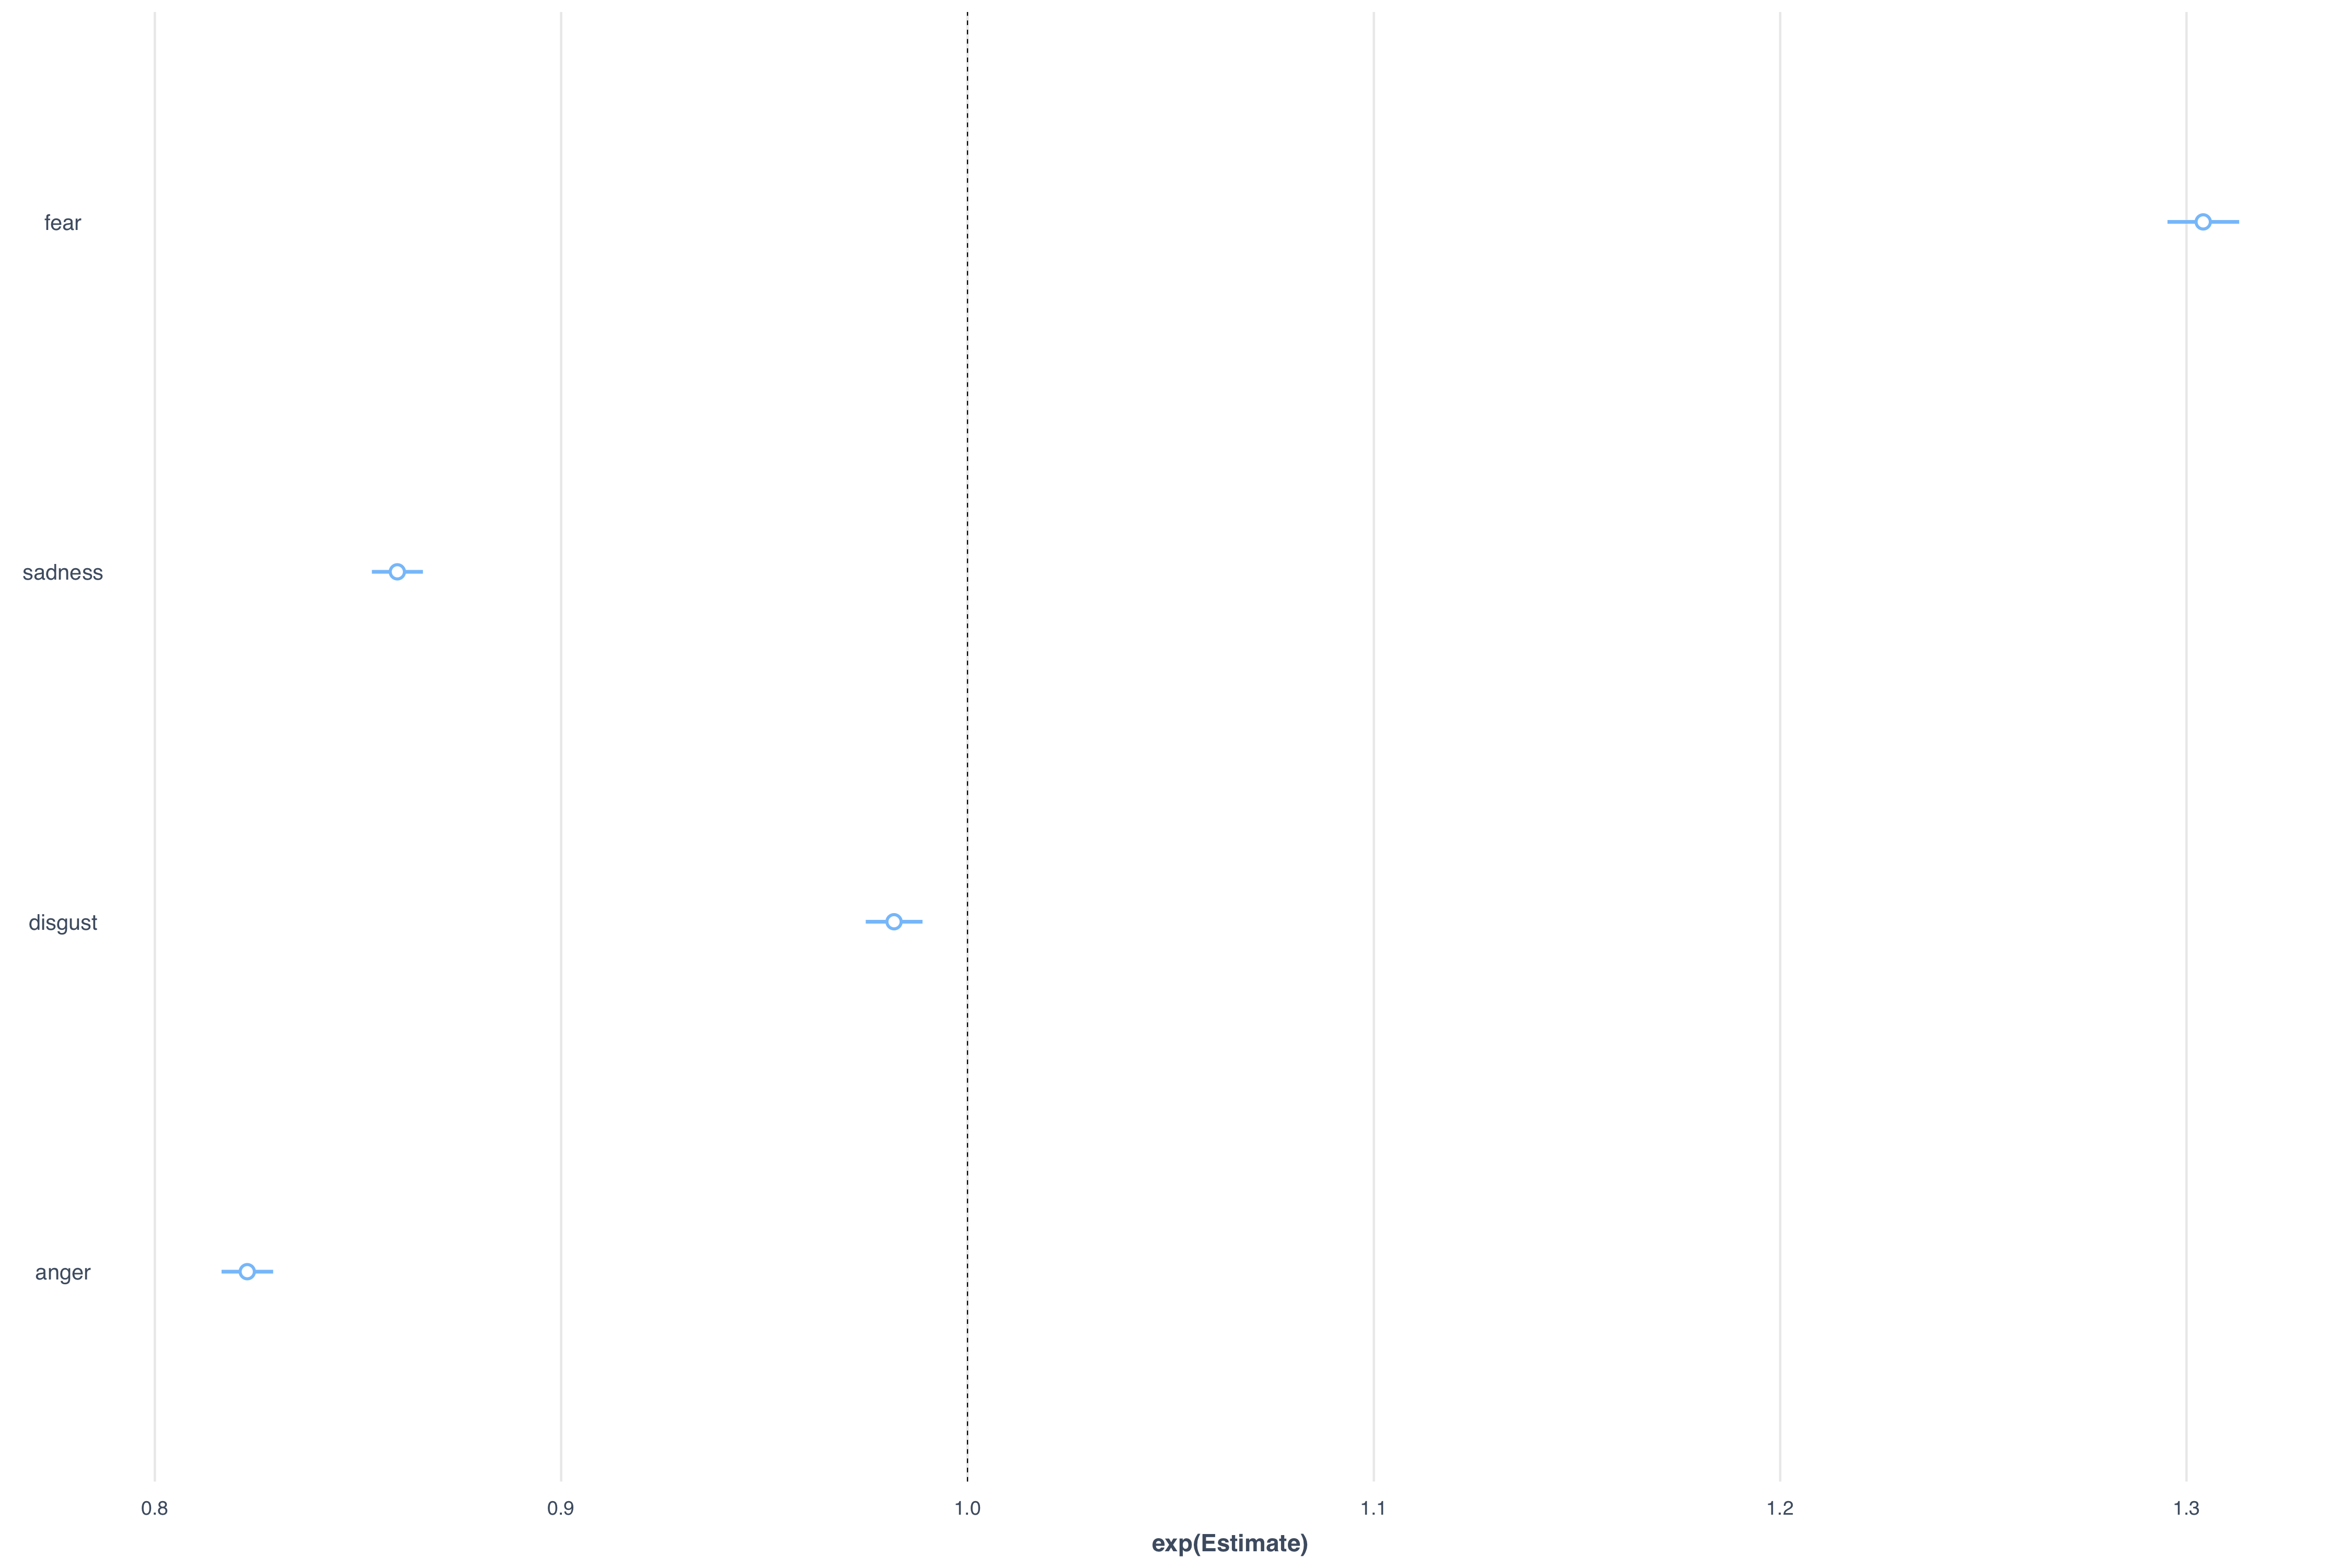 fear
sadness
disgust
anger
0.8 0.9 1.0 1.1 1.2 1.3
exp(Estimate)